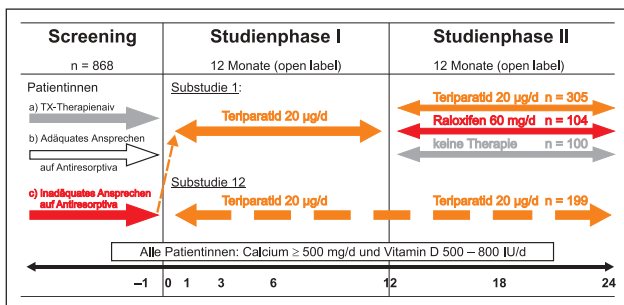 Screening
Studienphase I
Studienphase II
n = 868
12 Monate (open label)
12 Monate (open label)
Patientinnen
a) TX-Therapienaiv
b) Adäquates Ansprechen
auf Antiresorptiva
c) Inadäquates Ansprechen
auf Antiresorptiva
Substudie 1:
Teriparatid 20 µg/d
Substudie 12
Teriparatid 20 µg/d
Teriparatid 20 µg/d n = 305
Raloxifen 60 mg/d n = 104
keine Therapie n = 100
Teriparatid 20 µg/d n = 199
Alle Patientinnen: Calcium ≥ 500 mg/d und Vitamin D 500 – 800 IU/d
–1 0 1 3 6 12 18 24